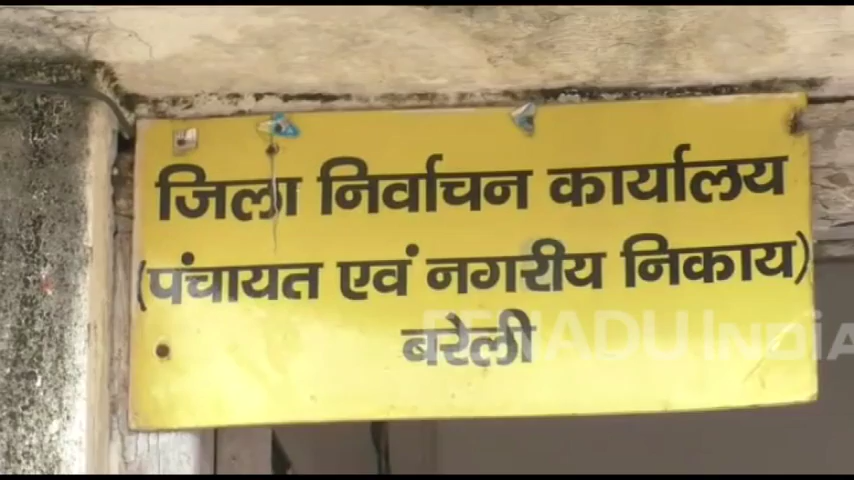 जिला निर्वाचन कार्यालय
(पंचायत एवं नगरीय निकाय)
बरेली